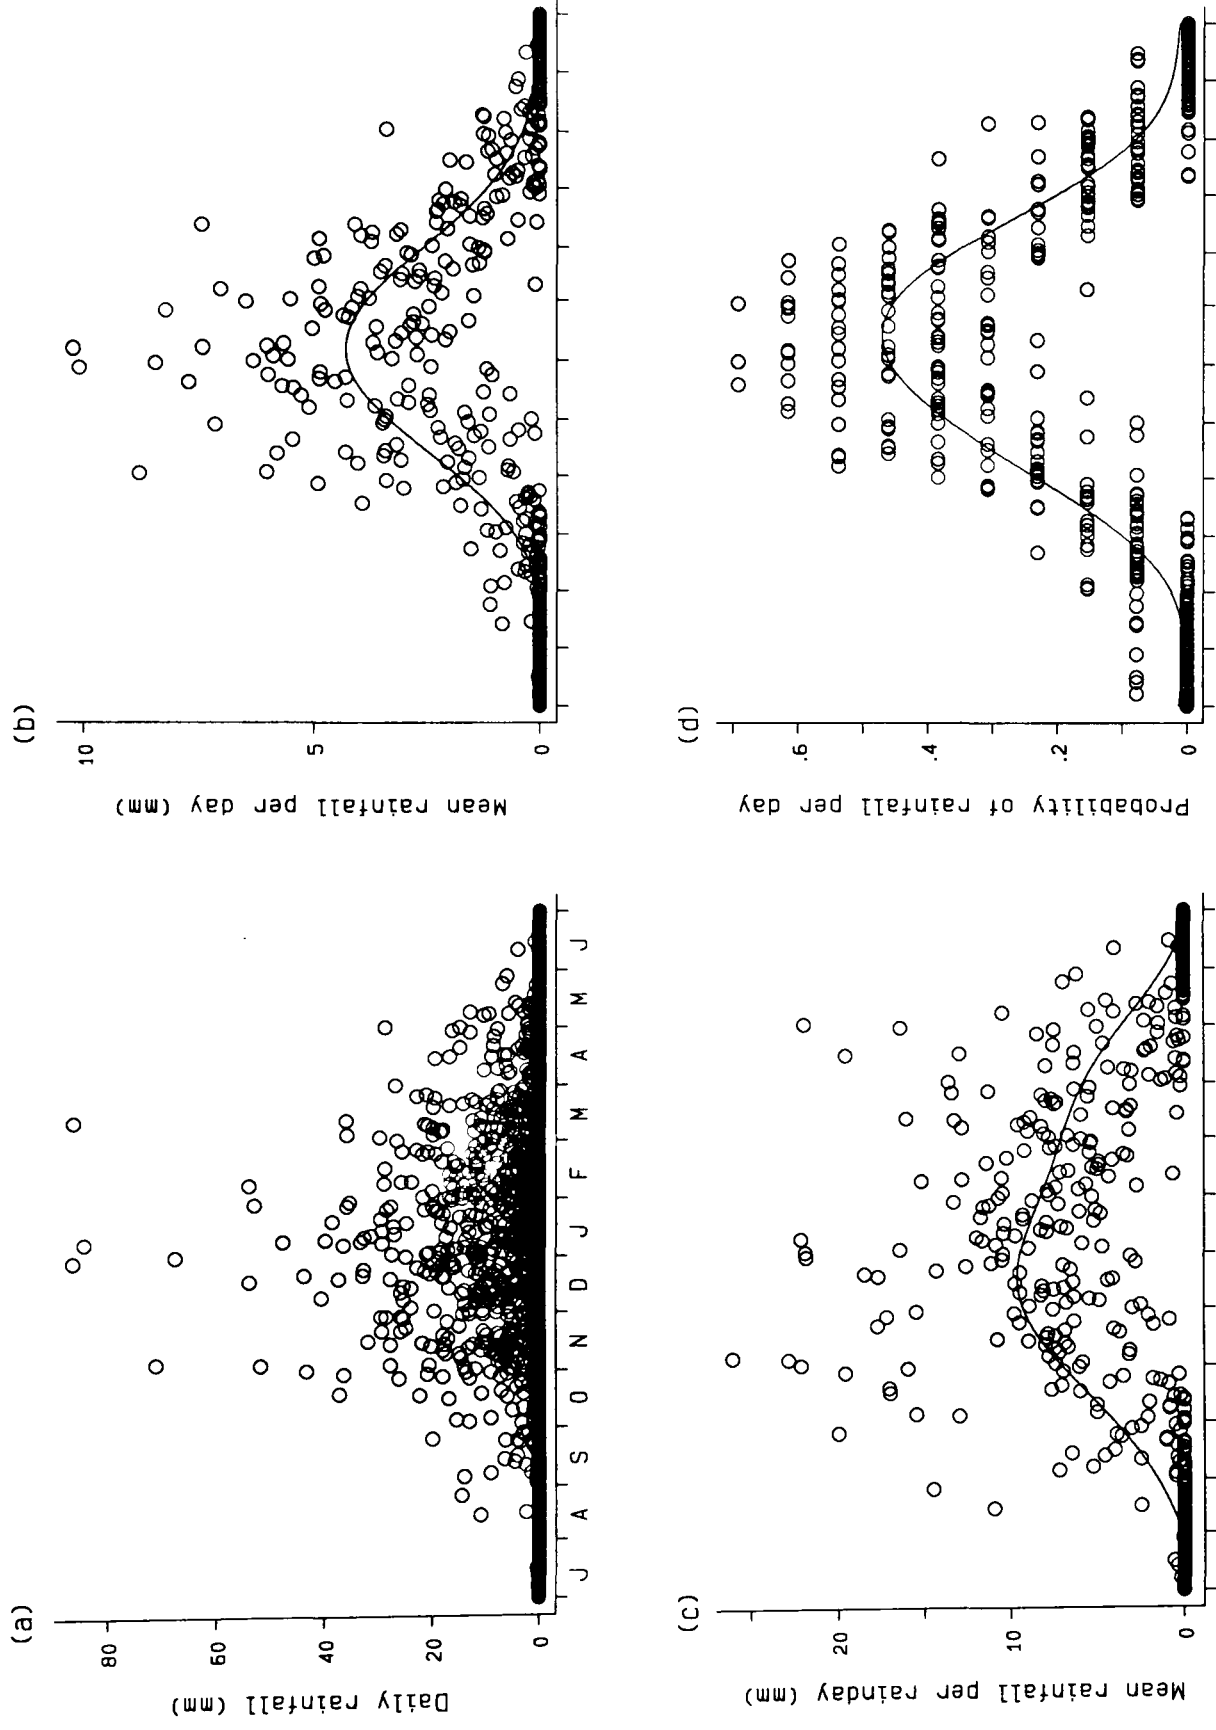 (a)
Daily rainfall (mm)
80
60
40
20
0
J A S O N D J F M A M J
(b)
Mean rainfall per day (mm)
10
5
0
(c)
Mean rainfall per rainday (mm)
20
10
0
(d)
Probability of rainfall per day
.6
.4
.2
0